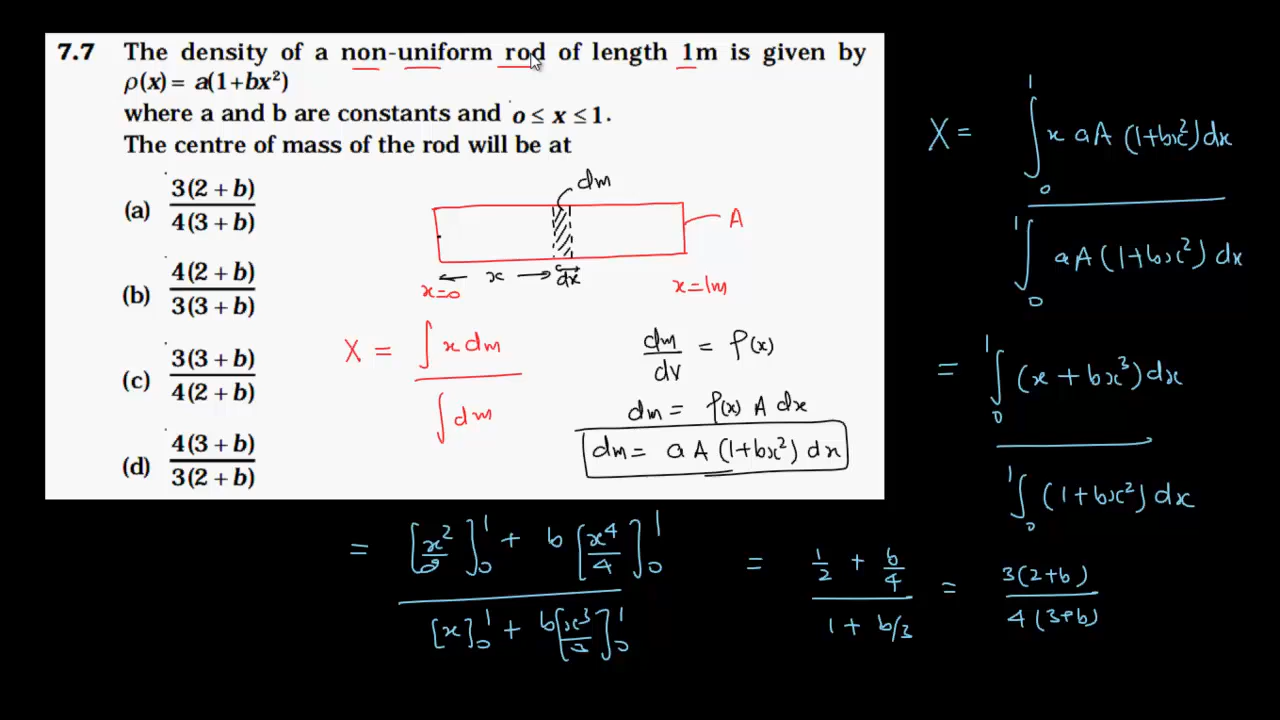 7.7 The density of a non-uniform rod of length 1m is given by
ρ(x) = a(1+bx²)
where a and b are constants and o ≤ x ≤ 1.
The centre of mass of the rod will be at
(a) 3(2 + b)
4(3 + b)
(b) 4(2 + b)
3(3 + b)
(c) 3(3 + b)
4(2 + b)
(d) 4(3 + b)
3(2 + b)
dm
A
x
dx
x=0
x=1m
X = ∫ x dm
∫ dm
dm/dv = ρ(x)
dm = ρ(x) A dx
dm = a A (1+bx²) dx
X = ∫₀¹ x aA (1+bx²) dx
∫₀¹ aA (1+bx²) dx
= ∫₀¹ (x + bx³) dx
∫₀¹ (1+bx²) dx
= [x²/2]₀¹ + b [x⁴/4]₀¹
[x]₀¹ + b[x³/3]₀¹
= 1/2 + b/4
1 + b/3
= 3(2+b)
4(3+b)